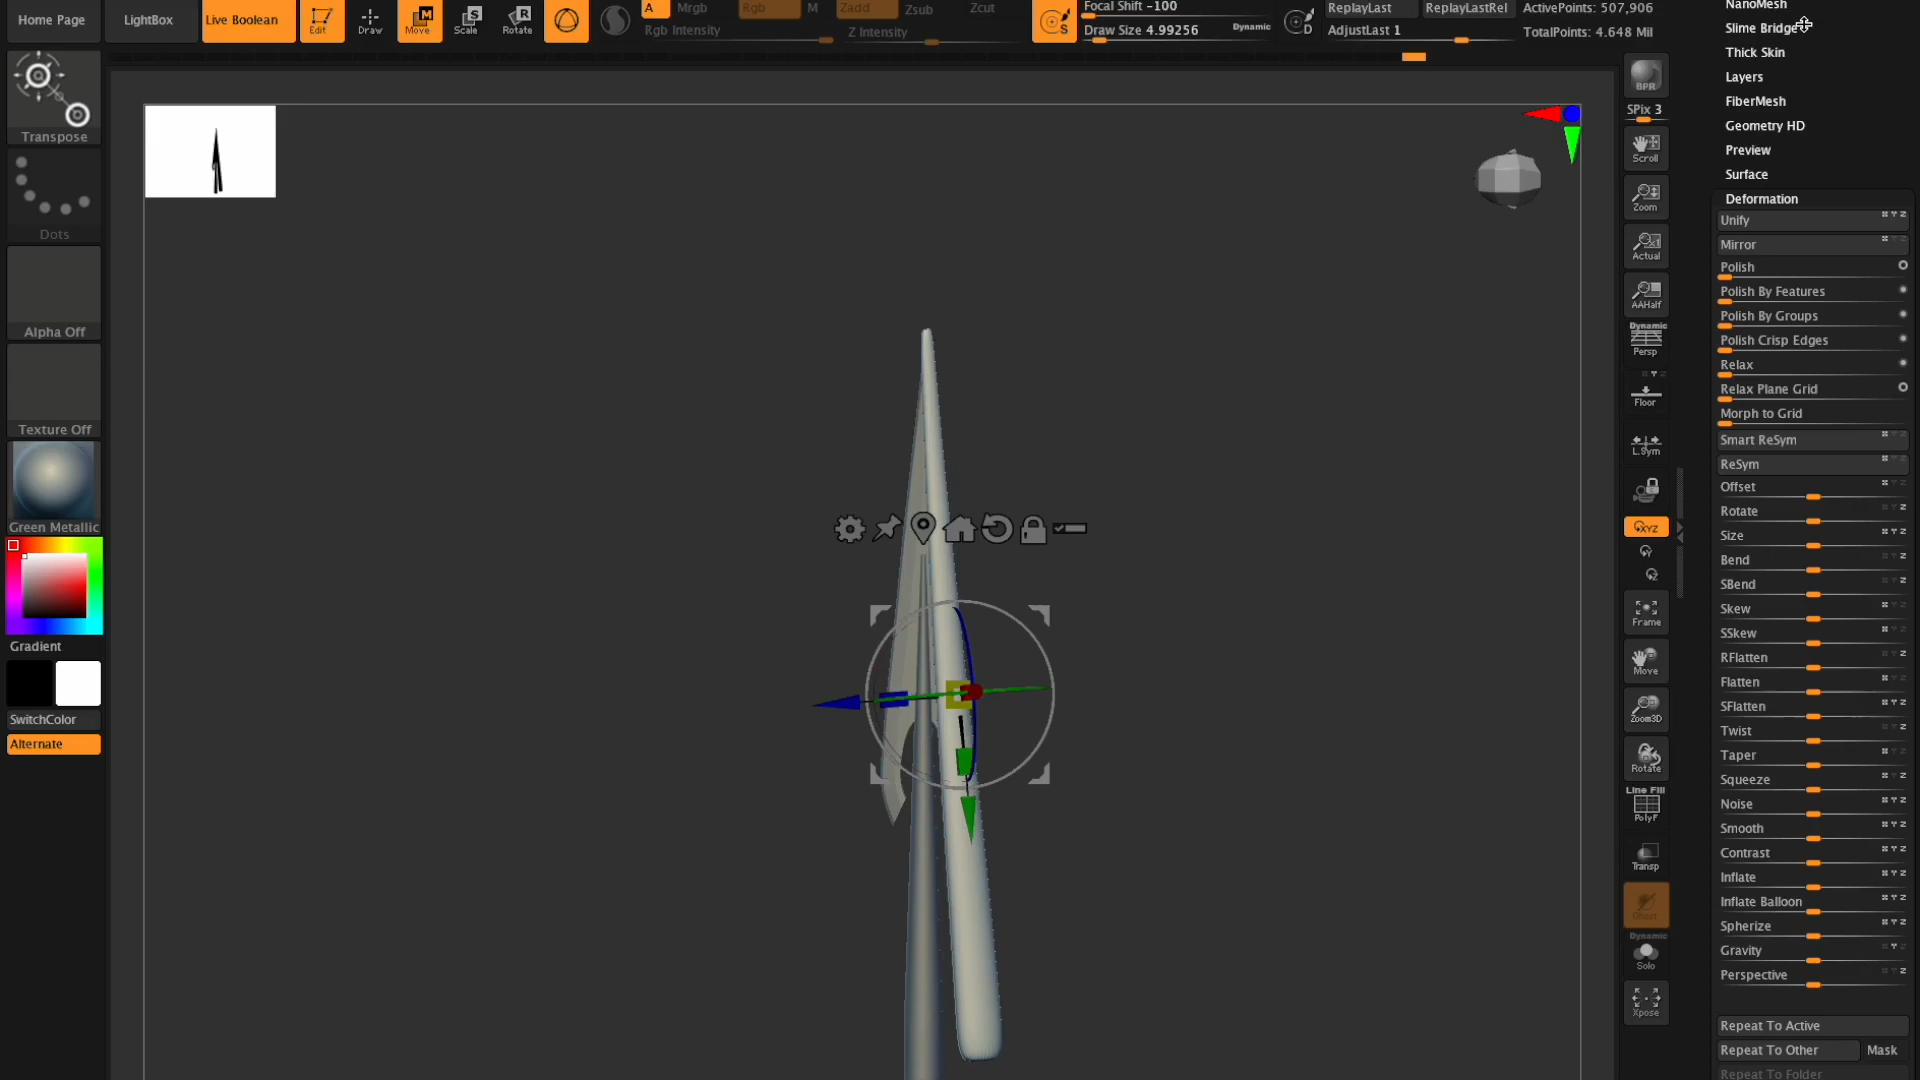 Home Page
LightBox
Live Boolean
Edit
Draw
Move
Scale
Rotate
A
Mrgb
Rgb
M
Zadd
Zsub
Zcut
Rgb Intensity
Z Intensity
Focal Shift -100
Draw Size 4.99256
Dynamic
S
D
ReplayLast
ReplayLastRel
AdjustLast 1
ActivePoints: 507,906
TotalPoints: 4.648 Mil
Transpose
Dots
Alpha Off
Texture Off
Green Metallic
Gradient
SwitchColor
Alternate
BPR
SPix 3
Scroll
Zoom
Actual
AAHalf
Dynamic
Persp
Floor
L.Sym
XYZ
Frame
Move
Zoom3D
Rotate
Line Fill
PolyF
Transp
Ghost
Dynamic
Solo
Xpose
NanoMesh
Slime Bridge
Thick Skin
Layers
FiberMesh
Geometry HD
Preview
Surface
Deformation
Unify
Mirror
Polish
Polish By Features
Polish By Groups
Polish Crisp Edges
Relax
Relax Plane Grid
Morph to Grid
Smart ReSym
ReSym
Offset
Rotate
Size
Bend
SBend
Skew
SSkew
RFlatten
Flatten
SFlatten
Twist
Taper
Squeeze
Noise
Smooth
Contrast
Inflate
Inflate Balloon
Spherize
Gravity
Perspective
Repeat To Active
Repeat To Other
Mask
Repeat To Folder